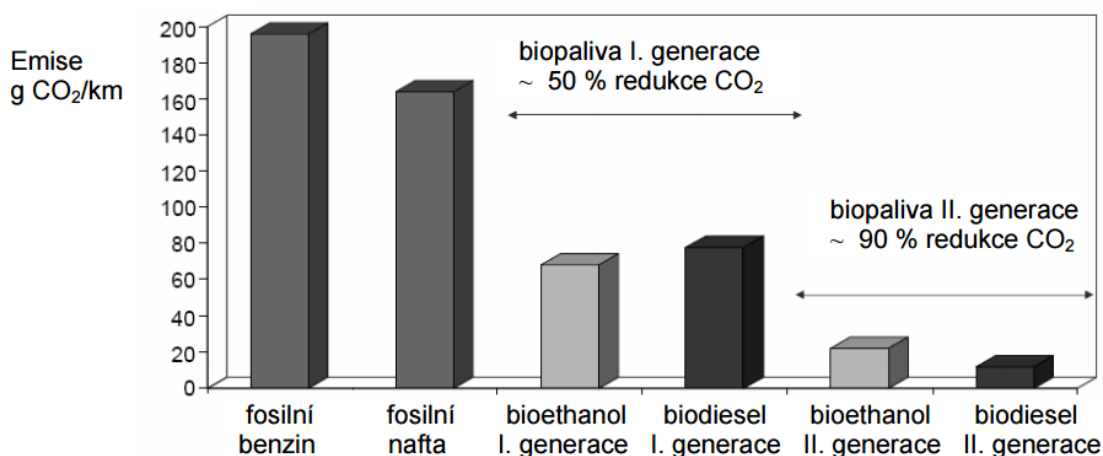 Emise
g CO₂/km
200
180
160
140
120
100
80
60
40
20
0
biopaliva I. generace
~ 50 % redukce CO₂
biopaliva II. generace
~ 90 % redukce CO₂
fosilní
benzin
fosilní
nafta
bioethanol
I. generace
biodiesel
I. generace
bioethanol
II. generace
biodiesel
II. generace